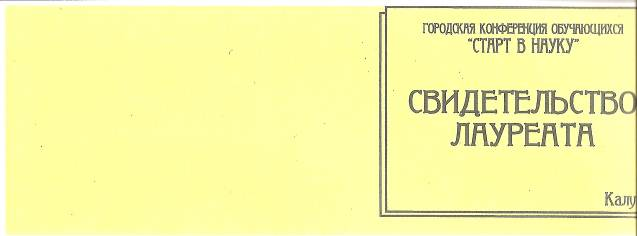 ГОРОДСКАЯ КОНФЕРЕНЦИЯ ОБУЧАЮЩИХСЯ
"СТАРТ В НАУКУ"
СВИДЕТЕЛЬСТВО
ЛАУРЕАТА
Калу